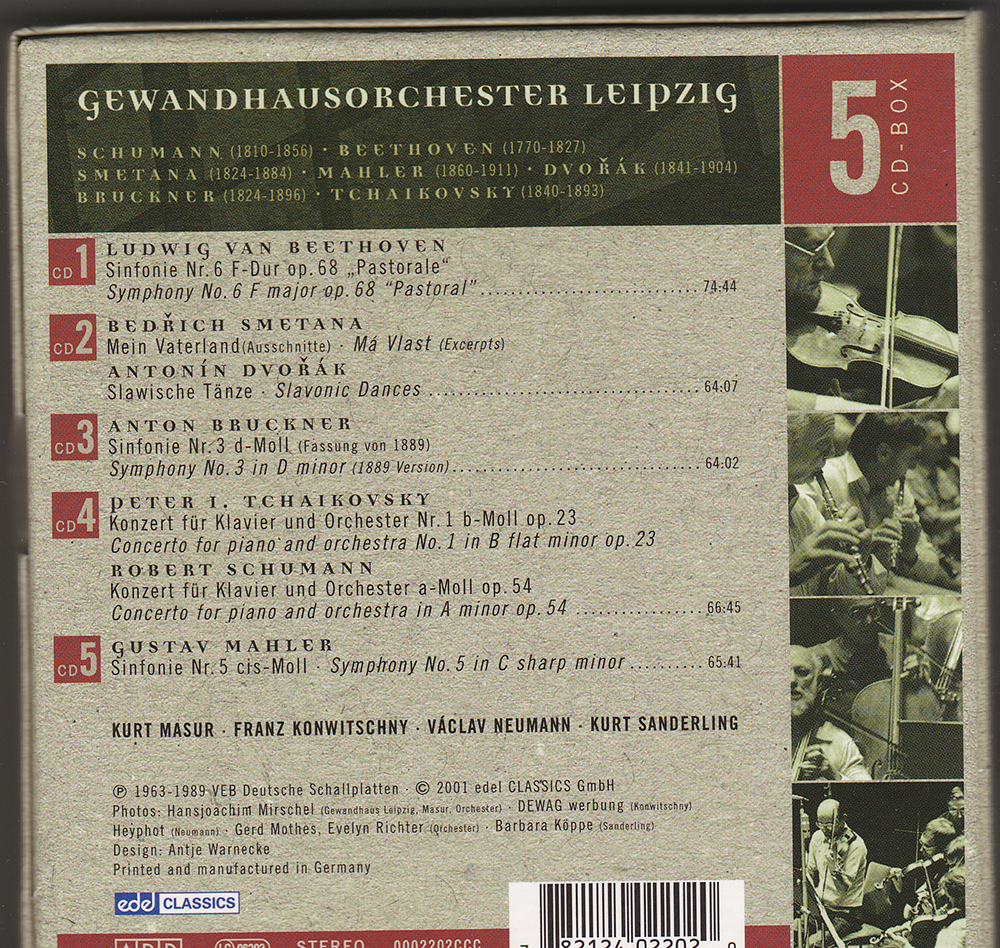 GEWANDHAUSORCHESTER LEIPZIG
SCHUMANN (1810-1856) · BEETHOVEN (1770-1827)
SMETANA (1824-1884) · MAHLER (1860-1911) · DVOŘÁK (1841-1904)
BRUCKNER (1824-1896) · TCHAIKOVSKY (1840-1893)
5 CD-BOX
CD 1 LUDWIG VAN BEETHOVEN
Sinfonie Nr. 6 F-Dur op. 68 „Pastorale“
Symphony No. 6 F major op. 68 “Pastoral” 74:44
CD 2 BEDŘICH SMETANA
Mein Vaterland (Ausschnitte) · Má Vlast (Excerpts)
ANTONÍN DVOŘÁK
Slawische Tänze · Slavonic Dances 64:07
CD 3 ANTON BRUCKNER
Sinfonie Nr. 3 d-Moll (Fassung von 1889)
Symphony No. 3 in D minor (1889 Version) 64:02
CD 4 PETER I. TCHAIKOVSKY
Konzert für Klavier und Orchester Nr. 1 b-Moll op. 23
Concerto for piano and orchestra No. 1 in B flat minor op. 23
ROBERT SCHUMANN
Konzert für Klavier und Orchester a-Moll op. 54
Concerto for piano and orchestra in A minor op. 54 66:45
CD 5 GUSTAV MAHLER
Sinfonie Nr. 5 cis-Moll · Symphony No. 5 in C sharp minor 65:41
KURT MASUR · FRANZ KONWITSCHNY · VÁCLAV NEUMANN · KURT SANDERLING
℗ 1963-1989 VEB Deutsche Schallplatten · © 2001 edel CLASSICS GmbH
Photos: Hansjoachim Mirschel (Gewandhaus Leipzig, Masur, Orchester) · DEWAG werbung (Konwitschny)
Heyphot (Neumann) · Gerd Mothes, Evelyn Richter (Orchester) · Barbara Köppe (Sanderling)
Design: Antje Warnecke
Printed and manufactured in Germany
edel CLASSICS
STEREO 0002202CCC
82124 02202